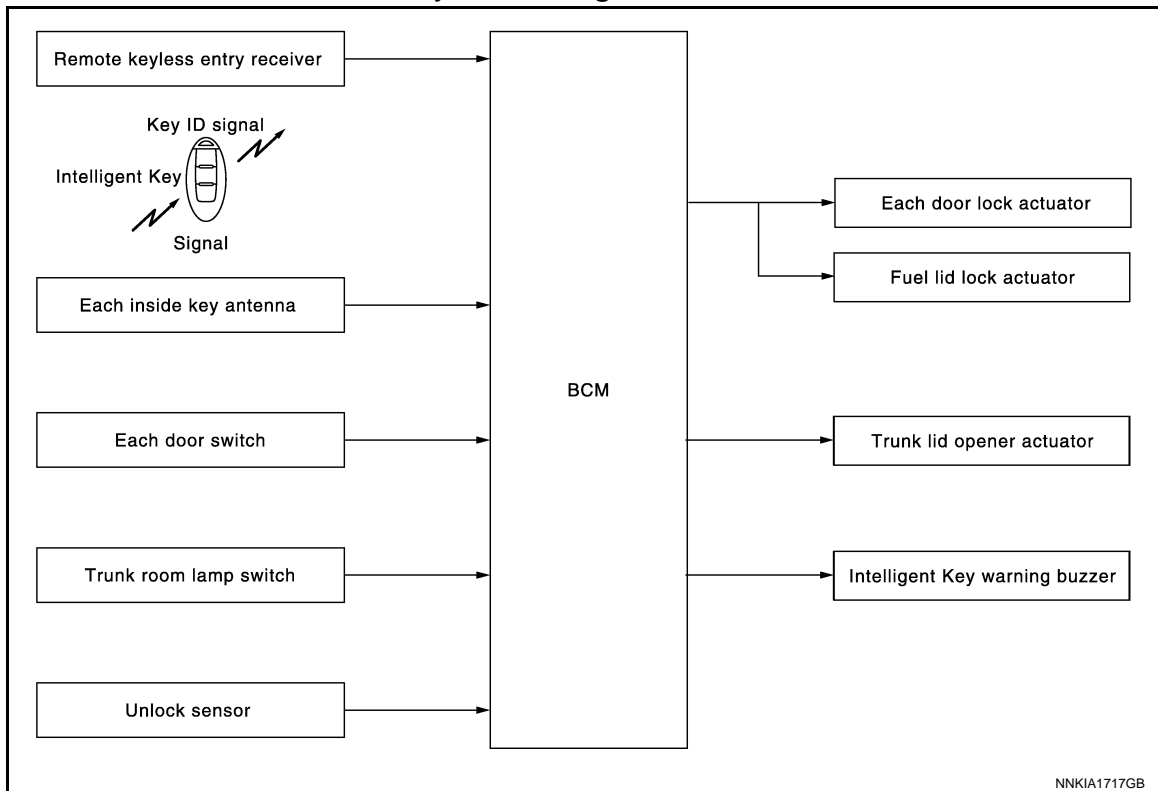 Remote keyless entry receiver
Key ID signal
Intelligent Key
Signal
Each inside key antenna
Each door switch
Trunk room lamp switch
Unlock sensor
BCM
Each door lock actuator
Fuel lid lock actuator
Trunk lid opener actuator
Intelligent Key warning buzzer
NNKIA1717GB